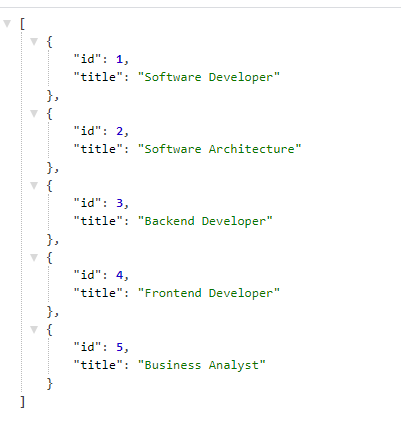 [
{
"id": 1,
"title": "Software Developer"
},
{
"id": 2,
"title": "Software Architecture"
},
{
"id": 3,
"title": "Backend Developer"
},
{
"id": 4,
"title": "Frontend Developer"
},
{
"id": 5,
"title": "Business Analyst"
}
]